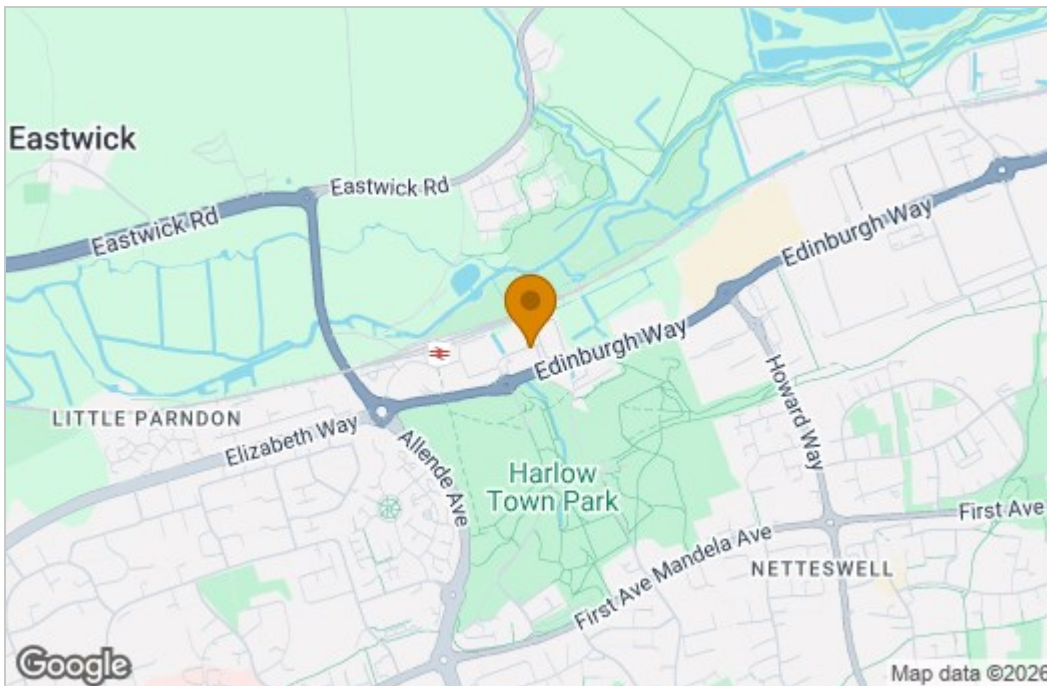 Eastwick
Eastwick Rd
Eastwick Rd
Edinburgh Way
Edinburgh Way
Howard Way
LITTLE PARNDON
Elizabeth Way
Allende Ave
Harlow
Town Park
First Ave Mandela Ave
First Ave
NETTESWELL
Google
Map data ©2026